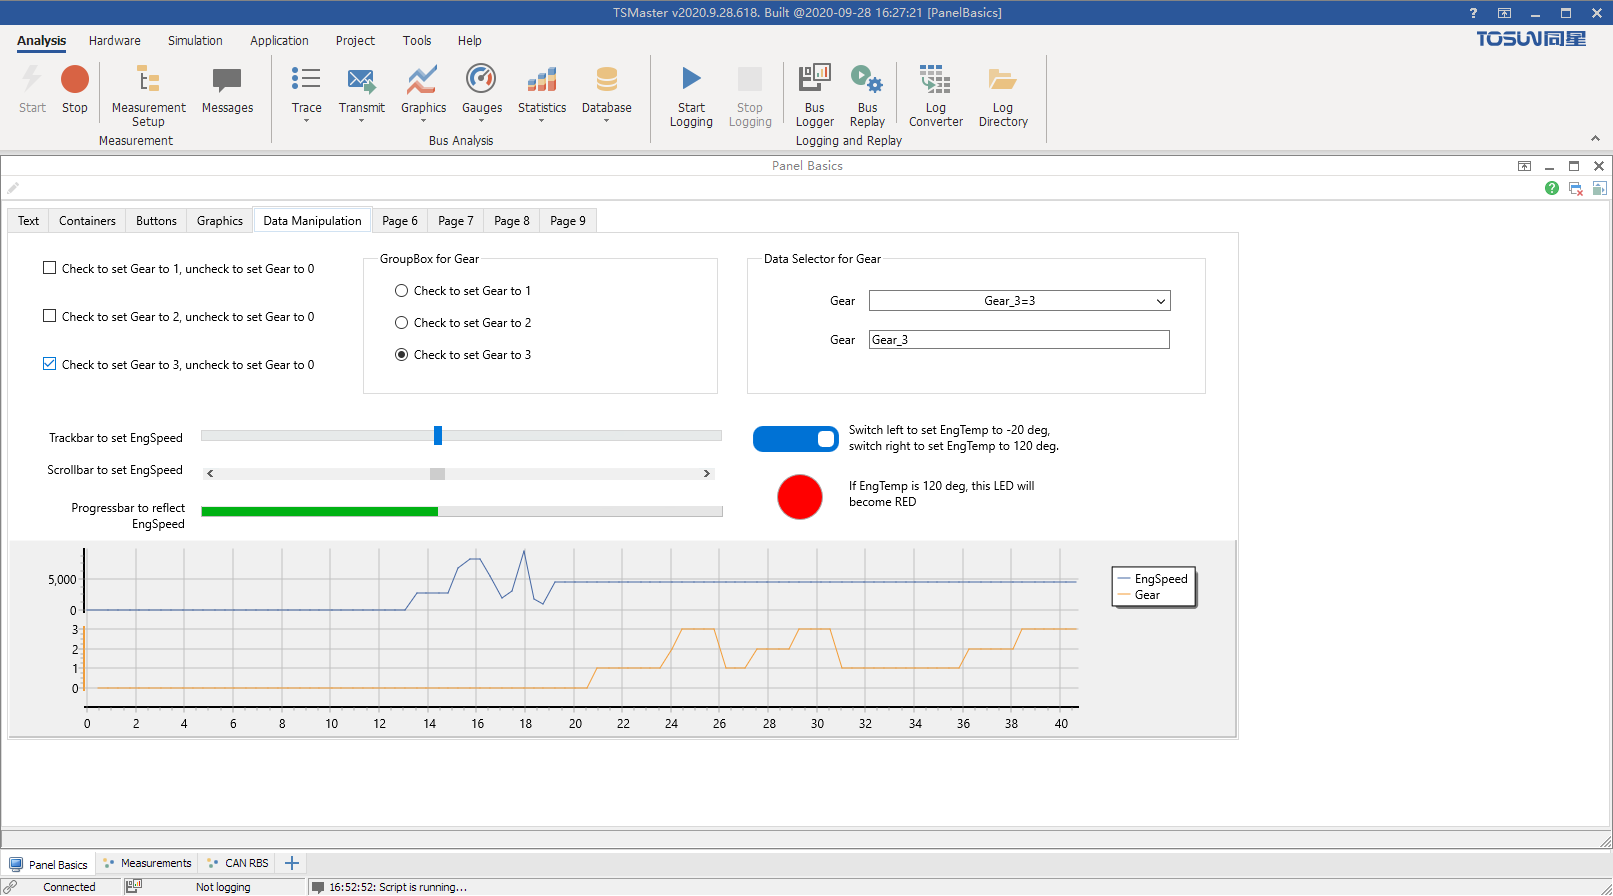 TSMaster v2020.9.28.618. Built @2020-09-28 16:27:21 [PanelBasics]
Analysis Hardware Simulation Application Project Tools Help
TOSUN同星
Start Stop Measurement Setup Messages
Measurement
Trace Transmit Graphics Gauges Statistics Database
Bus Analysis
Start Logging Stop Logging Bus Logger Bus Replay Log Converter Log Directory
Logging and Replay
Panel Basics
Text Containers Buttons Graphics Data Manipulation Page 6 Page 7 Page 8 Page 9
Check to set Gear to 1, uncheck to set Gear to 0
Check to set Gear to 2, uncheck to set Gear to 0
Check to set Gear to 3, uncheck to set Gear to 0
GroupBox for Gear
Check to set Gear to 1
Check to set Gear to 2
Check to set Gear to 3
Data Selector for Gear
Gear Gear_3=3
Gear Gear_3
Trackbar to set EngSpeed
Scrollbar to set EngSpeed
Progressbar to reflect
EngSpeed
Switch left to set EngTemp to -20 deg,
switch right to set EngTemp to 120 deg.
If EngTemp is 120 deg, this LED will
become RED
5,000
0
3
2
1
0
0 2 4 6 8 10 12 14 16 18 20 22 24 26 28 30 32 34 36 38 40
EngSpeed
Gear
Panel Basics Measurements CAN RBS
Connected Not logging 16:52:52: Script is running...